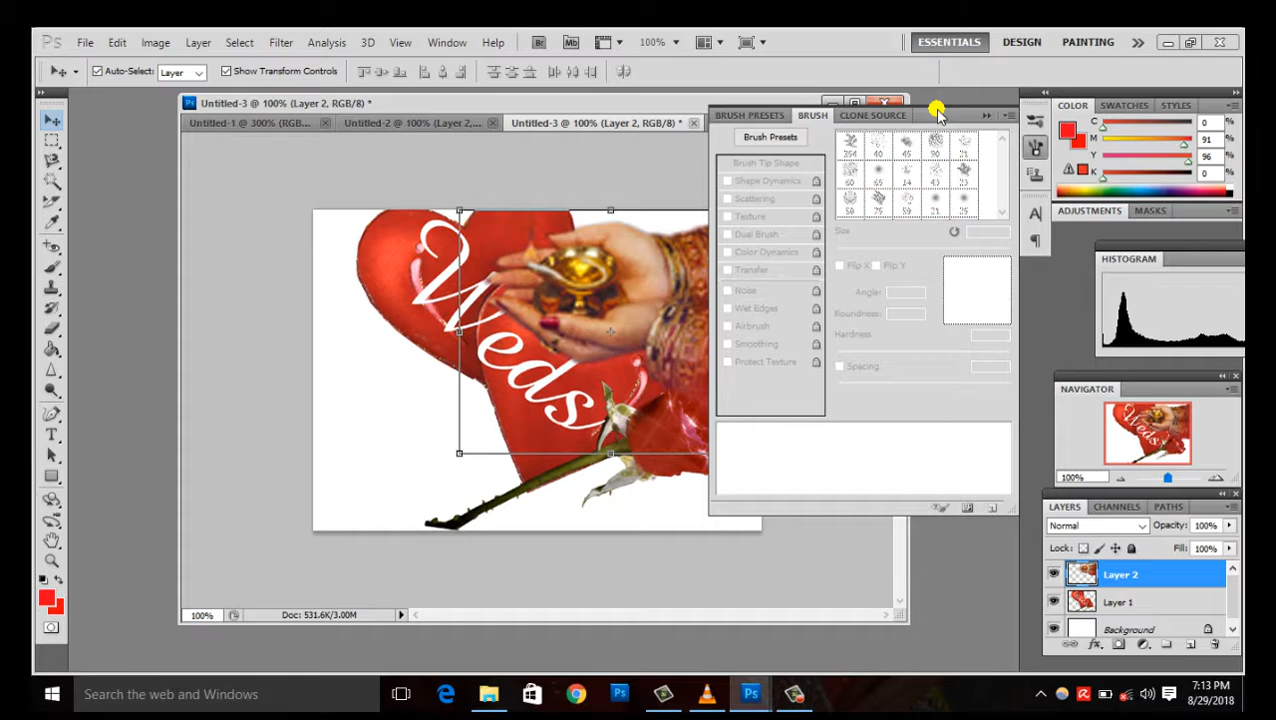 Ps File Edit Image Layer Select Filter Analysis 3D View Window Help Br Mb 100% ESSENTIALS DESIGN PAINTING
Auto-Select: Layer Show Transform Controls
Untitled-3 @ 100% (Layer 2, RGB/8) *
Untitled-1 @ 300% (RGB... Untitled-2 @ 100% (Layer 2,... Untitled-3 @ 100% (Layer 2, RGB/8) *
BRUSH PRESETS BRUSH CLONE SOURCE
Brush Presets
Brush Tip Shape
Shape Dynamics
Scattering
Texture
Dual Brush
Color Dynamics
Transfer
Noise
Wet Edges
Airbrush
Smoothing
Protect Texture
Size
Flip X Flip Y
Angle:
Roundness:
Hardness
Spacing
COLOR SWATCHES STYLES
C 0 %
M 91 %
Y 96 %
K 0 %
ADJUSTMENTS MASKS
HISTOGRAM
NAVIGATOR
100%
LAYERS CHANNELS PATHS
Normal Opacity: 100%
Lock: Fill: 100%
Layer 2
Layer 1
Background
Weds
100% Doc: 531.6K/3.00M
Search the web and Windows
7:13 PM
8/29/2018